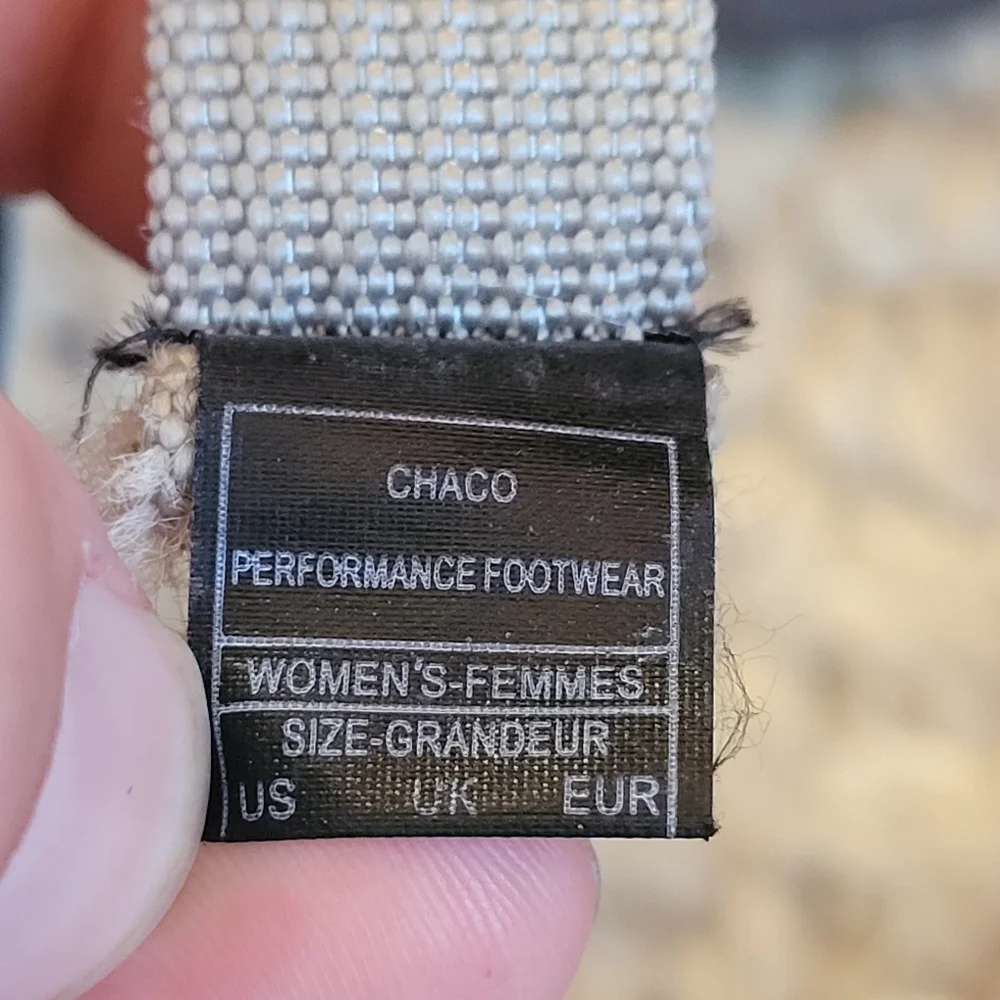 CHACO
PERFORMANCE FOOTWEAR
WOMEN'S-FEMMES
SIZE-GRANDEUR
US UK EUR